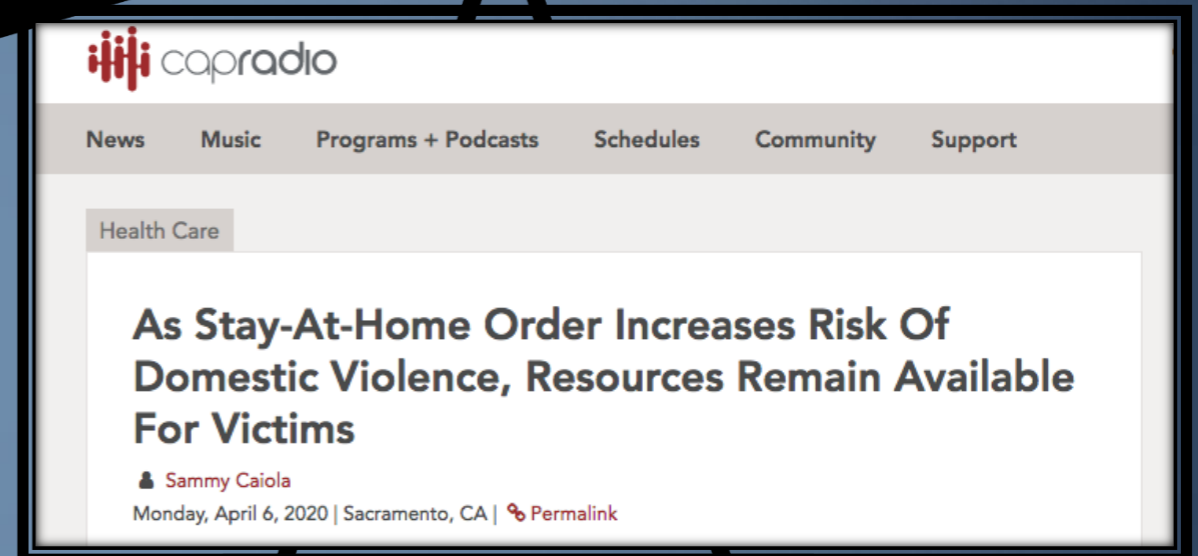 capradio
News Music Programs + Podcasts Schedules Community Support
Health Care
As Stay-At-Home Order Increases Risk Of
Domestic Violence, Resources Remain Available
For Victims
Sammy Caiola
Monday, April 6, 2020 | Sacramento, CA | Permalink